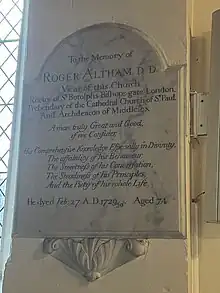 To the Memory of
ROGER ALTHAM D.D.
Vicar of this Church
Rector of St Botolphs Bishops-gate London,
Prebendary of the Cathedral Church of St Paul,
And Archdeacon of Middlesex.
A man truly Great and Good,
if we Consider,
his Comprehensive Knowledge Especially in Divinity,
The affability of his Behaviour
The Sweetness of his Conversation,
The Steadiness of his Principles,
And the Piety of his whole Life.
He dyed Feb. 27 A.D. 1729 Aged 74